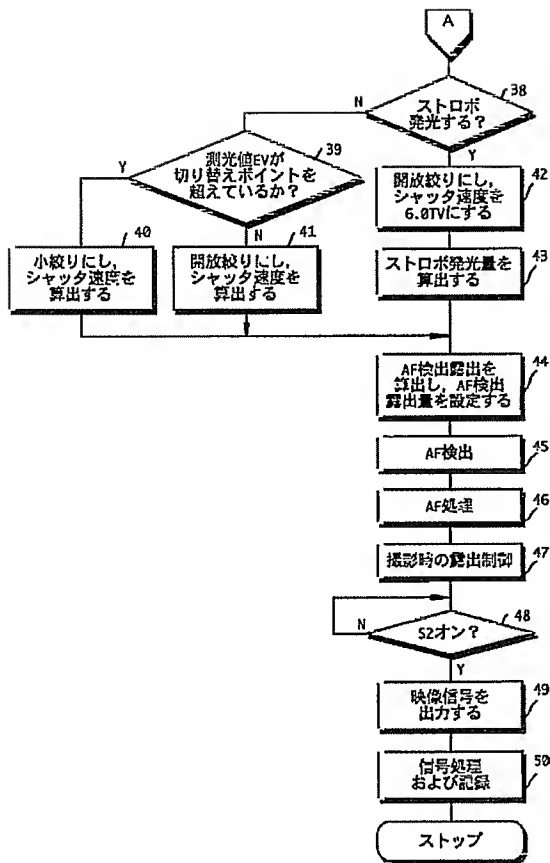 A
38
ストロボ
発光する?
N
Y
39
測光値EVが
切り替えポイントを
超えているか?
Y
N
42
開放絞りにし,
シャッタ速度を
6.0TVにする
40
小絞りにし,
シャッタ速度を
算出する
41
開放絞りにし,
シャッタ速度を
算出する
43
ストロボ発光量を
算出する
44
AF検出露出を
算出し, AF検出
露出量を設定する
45
AF検出
46
AF処理
47
撮影時の露出制御
48
S2オン?
N
Y
49
映像信号を
出力する
50
信号処理
および記録
ストップ